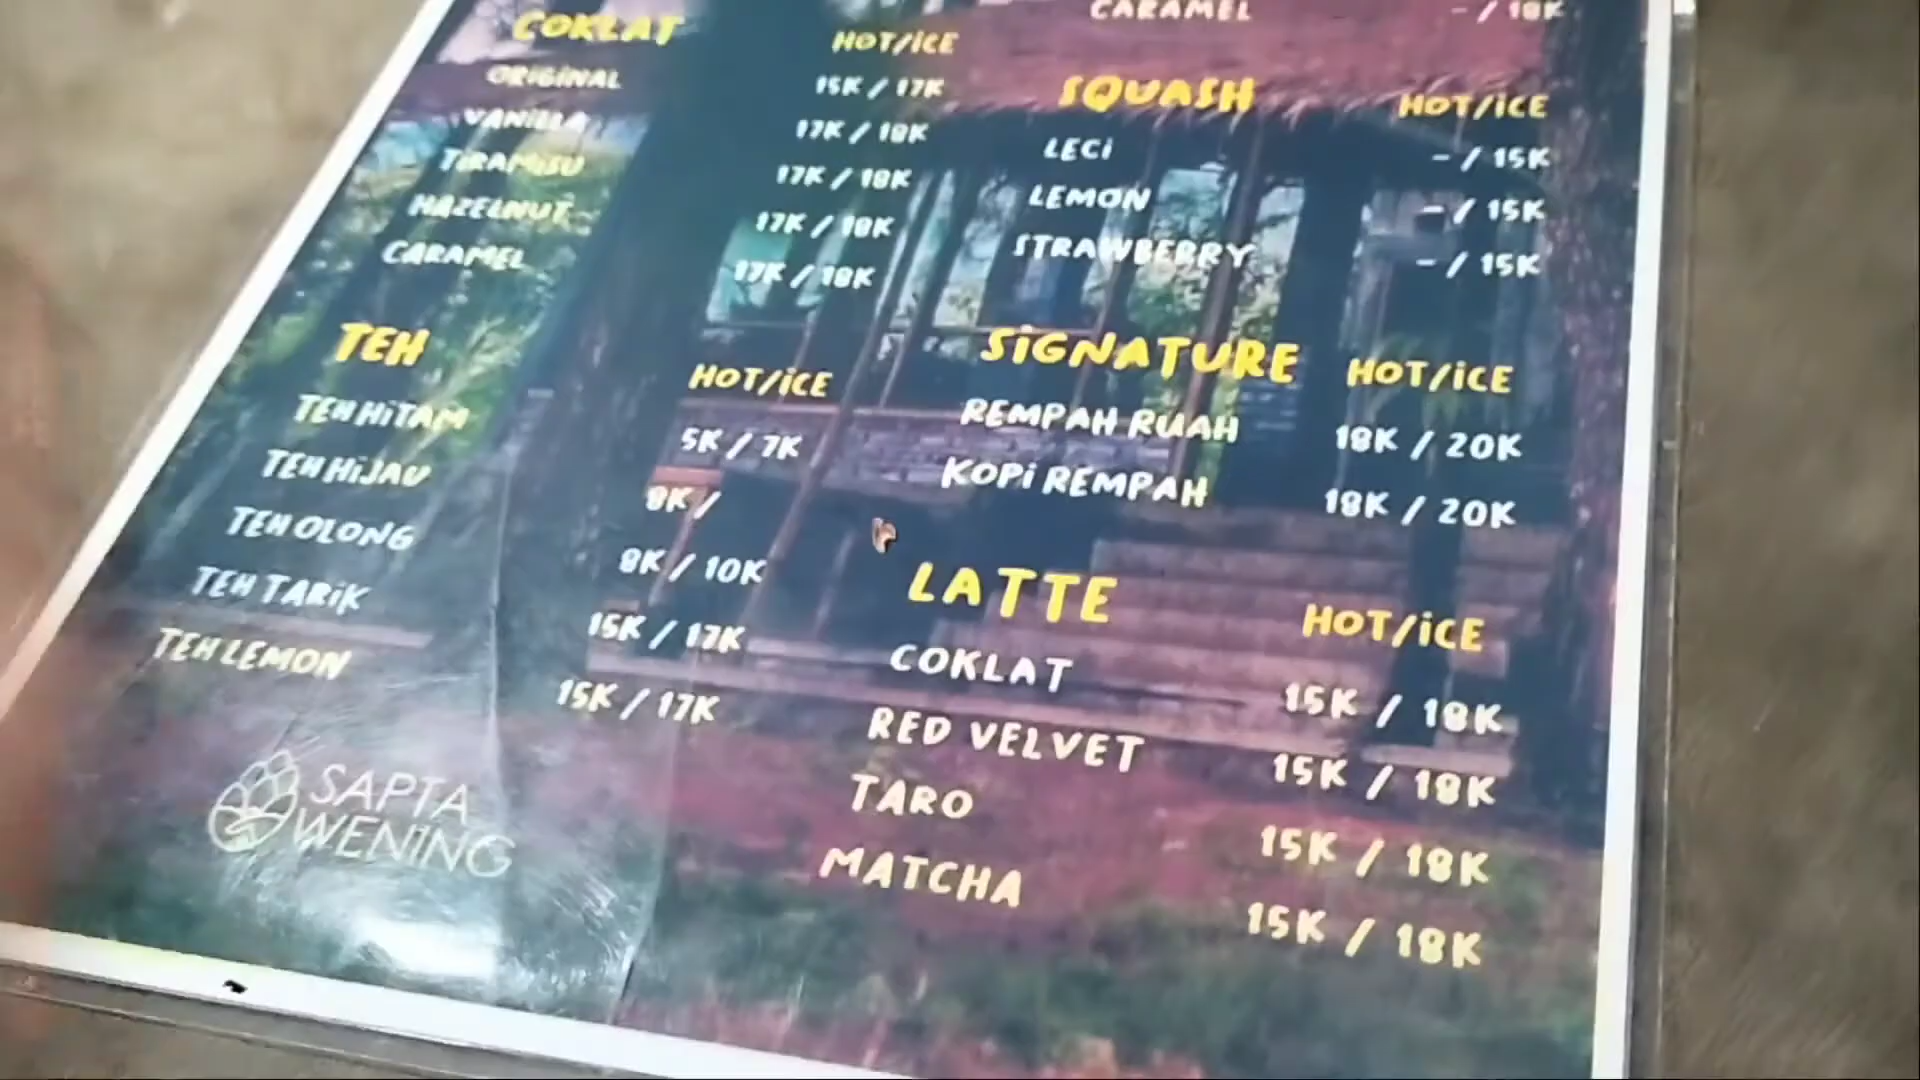 COKLAT HOT/ICE
ORIGINAL 15K / 17K
VANILLA 17K / 18K
TIRAMISU 17K / 18K
HAZELNUT 17K / 18K
CARAMEL 17K / 18K
TEH HOT/ICE
TEH HITAM 5K / 7K
TEH HIJAU 8K /
TEH OLONG 8K / 10K
TEH TARIK 15K / 17K
TEH LEMON 15K / 17K
SAPTA
WENING
CARAMEL - / 18K
SQUASH HOT/ICE
LECI - / 15K
LEMON - / 15K
STRAWBERRY - / 15K
SIGNATURE HOT/ICE
REMPAH RUAH 18K / 20K
KOPI REMPAH 18K / 20K
LATTE HOT/ICE
COKLAT 15K / 18K
RED VELVET 15K / 18K
TARO 15K / 18K
MATCHA 15K / 18K